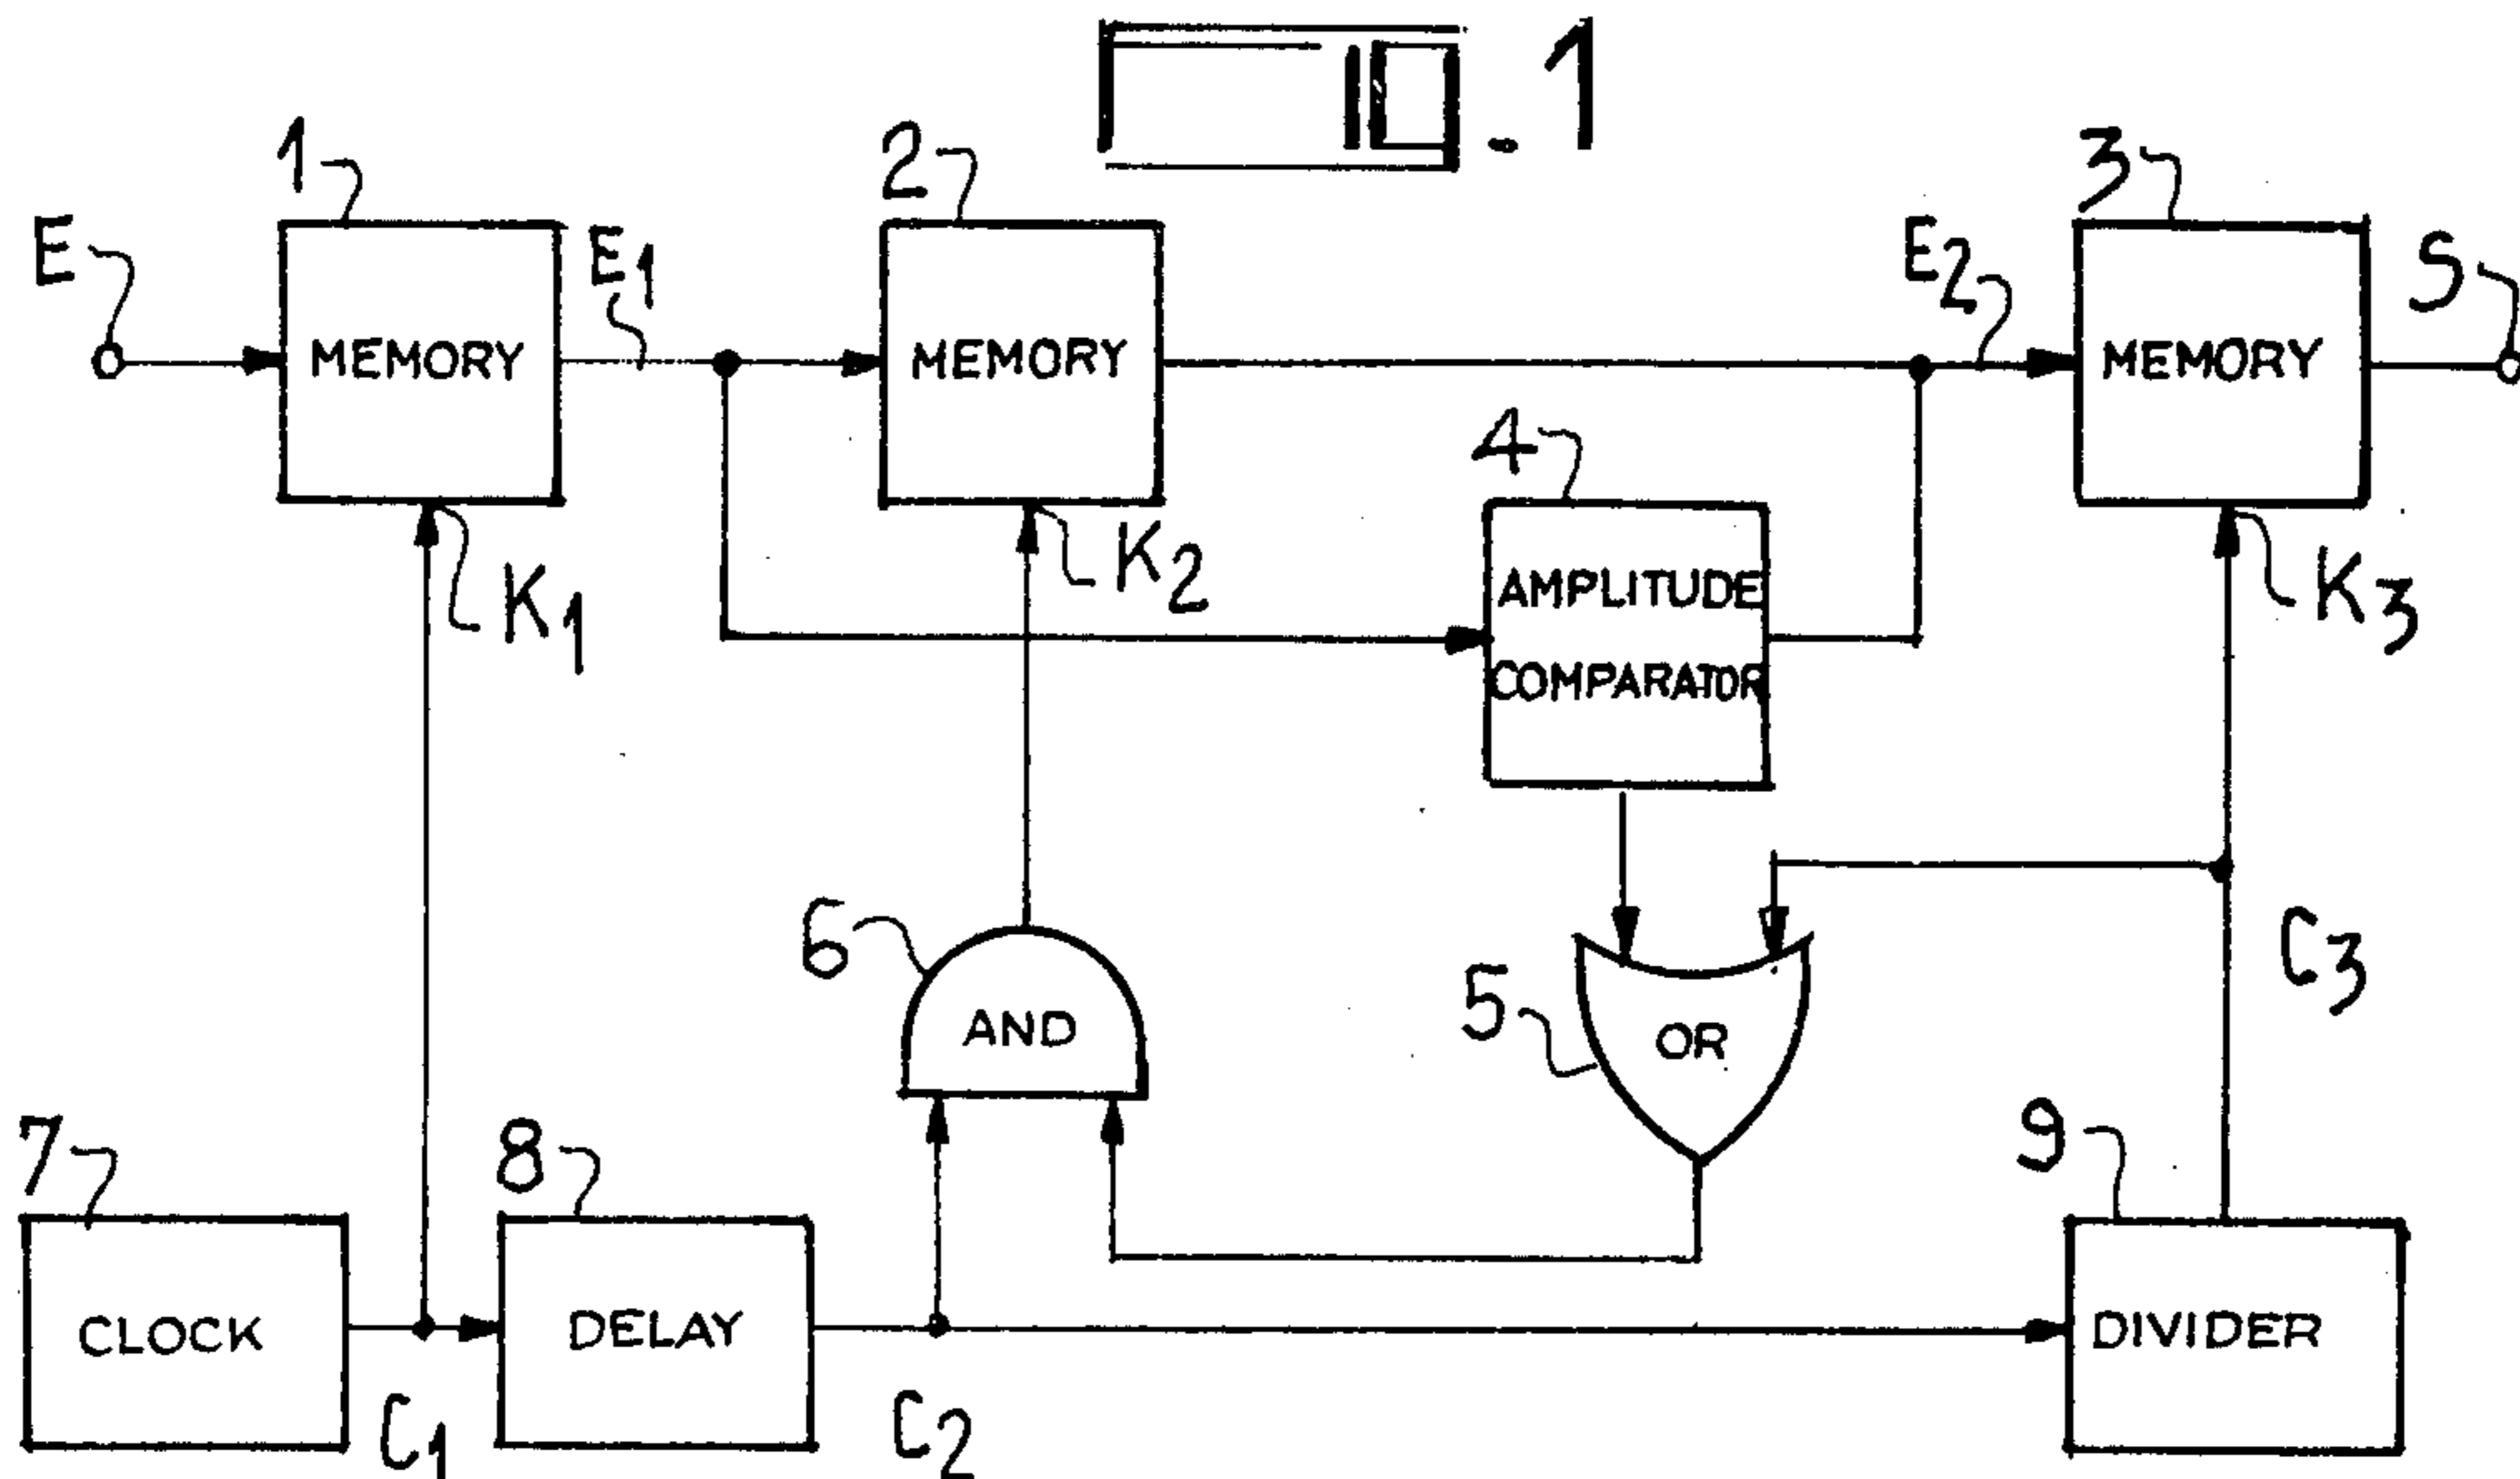 1
1
2
3
E
E1
E2
S
MEMORY
MEMORY
MEMORY
4
K1
K2
K3
AMPLITUDE
COMPARATOR
6
5
C3
AND
OR
7
8
9
CLOCK
DELAY
DIVIDER
C1
C2